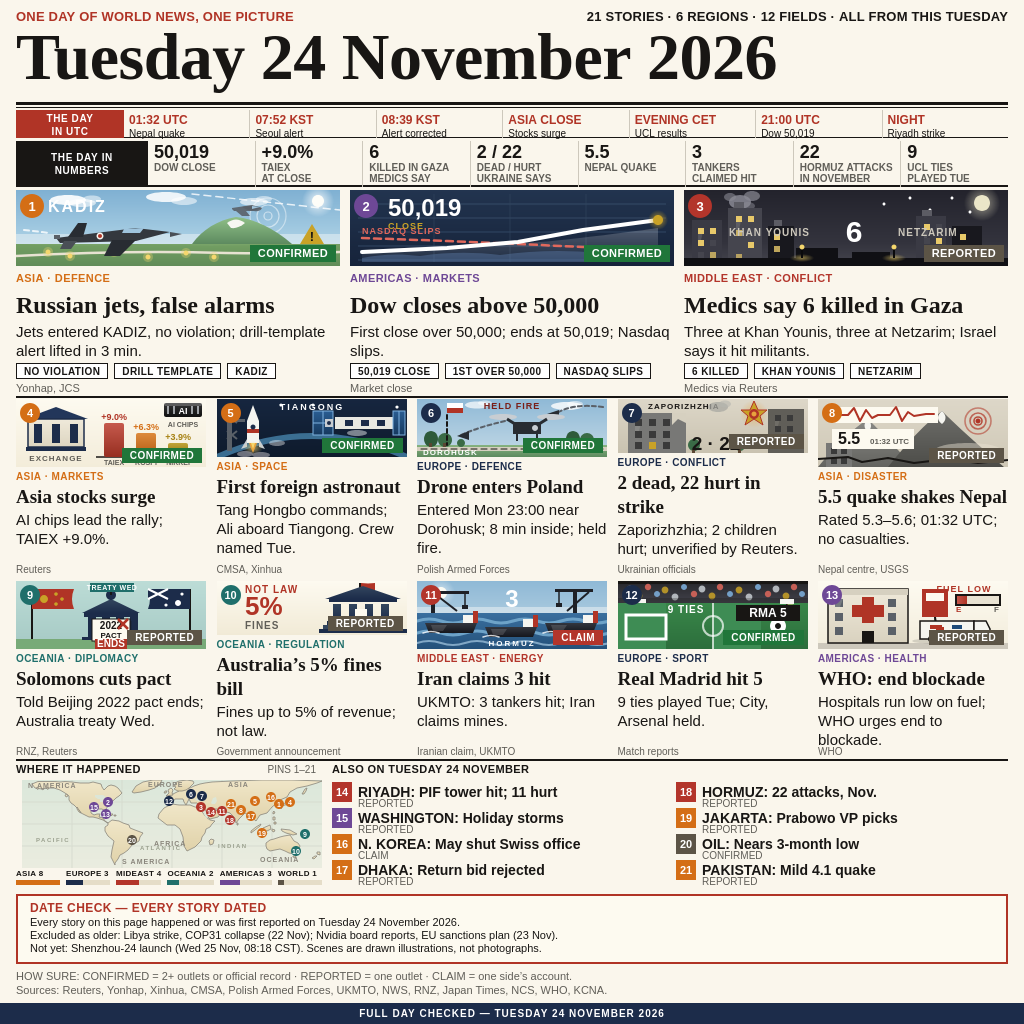 ONE DAY OF WORLD NEWS, ONE PICTURE
21 STORIES · 6 REGIONS · 12 FIELDS · ALL FROM THIS TUESDAY
Tuesday 24 November 2026
THE DAY IN UTC
01:32 UTC
Nepal quake
07:52 KST
Seoul alert
08:39 KST
Alert corrected
ASIA CLOSE
Stocks surge
EVENING CET
UCL results
21:00 UTC
Dow 50,019
NIGHT
Riyadh strike
THE DAY IN NUMBERS
50,019
DOW CLOSE
+9.0%
TAIEX
AT CLOSE
6
KILLED IN GAZA
MEDICS SAY
2 / 22
DEAD / HURT
UKRAINE SAYS
5.5
NEPAL QUAKE
3
TANKERS
CLAIMED HIT
22
HORMUZ ATTACKS
IN NOVEMBER
9
UCL TIES
PLAYED TUE
1
KADIZ
!
CONFIRMED
ASIA · DEFENCE
Russian jets, false alarms
Jets entered KADIZ, no violation; drill-template
alert lifted in 3 min.
NO VIOLATION
DRILL TEMPLATE
KADIZ
Yonhap, JCS
2
50,019
CLOSE
NASDAQ SLIPS
CONFIRMED
AMERICAS · MARKETS
Dow closes above 50,000
First close over 50,000; ends at 50,019; Nasdaq
slips.
50,019 CLOSE
1ST OVER 50,000
NASDAQ SLIPS
Market close
3
KHAN YOUNIS
6
NETZARIM
REPORTED
MIDDLE EAST · CONFLICT
Medics say 6 killed in Gaza
Three at Khan Younis, three at Netzarim; Israel
says it hit militants.
6 KILLED
KHAN YOUNIS
NETZARIM
Medics via Reuters
4
EXCHANGE
+9.0%
+6.3%
+3.9%
AI
AI CHIPS
TAIEX
CONFIRMED
ASIA · MARKETS
Asia stocks surge
AI chips lead the rally;
TAIEX +9.0%.
Reuters
5
TIANGONG
CONFIRMED
ASIA · SPACE
First foreign astronaut
Tang Hongbo commands;
Ali aboard Tiangong. Crew
named Tue.
CMSA, Xinhua
6
HELD FIRE
DOROHUSK
CONFIRMED
EUROPE · DEFENCE
Drone enters Poland
Entered Mon 23:00 near
Dorohusk; 8 min inside; held
fire.
Polish Armed Forces
7
ZAPORIZHZHIA
REPORTED
EUROPE · CONFLICT
2 dead, 22 hurt in
strike
Zaporizhzhia; 2 children
hurt; unverified by Reuters.
Ukrainian officials
8
5.5
01:32 UTC
REPORTED
ASIA · DISASTER
5.5 quake shakes Nepal
Rated 5.3–5.6; 01:32 UTC;
no casualties.
Nepal centre, USGS
9
TREATY WED
2022
PACT
ENDS
REPORTED
OCEANIA · DIPLOMACY
Solomons cuts pact
Told Beijing 2022 pact ends;
Australia treaty Wed.
RNZ, Reuters
10
NOT LAW
5%
FINES
REPORTED
OCEANIA · REGULATION
Australia’s 5% fines
bill
Fines up to 5% of revenue;
not law.
Government announcement
11
3
HORMUZ
CLAIM
MIDDLE EAST · ENERGY
Iran claims 3 hit
UKMTO: 3 tankers hit; Iran
claims mines.
Iranian claim, UKMTO
12
9 TIES
RMA 5
CONFIRMED
EUROPE · SPORT
Real Madrid hit 5
9 ties played Tue; City,
Arsenal held.
Match reports
13
FUEL LOW
E
F
REPORTED
AMERICAS · HEALTH
WHO: end blockade
Hospitals run low on fuel;
WHO urges end to
blockade.
WHO
WHERE IT HAPPENED
PINS 1–21
N AMERICA
EUROPE
ASIA
PACIFIC
AFRICA
ATLANTIC
INDIAN
S AMERICA
OCEANIA
ASIA 8
EUROPE 3
MIDEAST 4
OCEANIA 2
AMERICAS 3
WORLD 1
ALSO ON TUESDAY 24 NOVEMBER
14
RIYADH: PIF tower hit; 11 hurt
REPORTED
15
WASHINGTON: Holiday storms
REPORTED
16
N. KOREA: May shut Swiss office
CLAIM
17
DHAKA: Return bid rejected
REPORTED
18
HORMUZ: 22 attacks, Nov.
REPORTED
19
JAKARTA: Prabowo VP picks
REPORTED
20
OIL: Nears 3-month low
CONFIRMED
21
PAKISTAN: Mild 4.1 quake
REPORTED
DATE CHECK — EVERY STORY DATED
Every story on this page happened or was first reported on Tuesday 24 November 2026.
Excluded as older: Libya strike, COP31 collapse (22 Nov); Nvidia board reports, EU sanctions plan (23 Nov).
Not yet: Shenzhou-24 launch (Wed 25 Nov, 08:18 CST). Scenes are drawn illustrations, not photographs.
HOW SURE: CONFIRMED = 2+ outlets or official record · REPORTED = one outlet · CLAIM = one side’s account.
Sources: Reuters, Yonhap, Xinhua, CMSA, Polish Armed Forces, UKMTO, NWS, RNZ, Japan Times, NCS, WHO, KCNA.
FULL DAY CHECKED — TUESDAY 24 NOVEMBER 2026